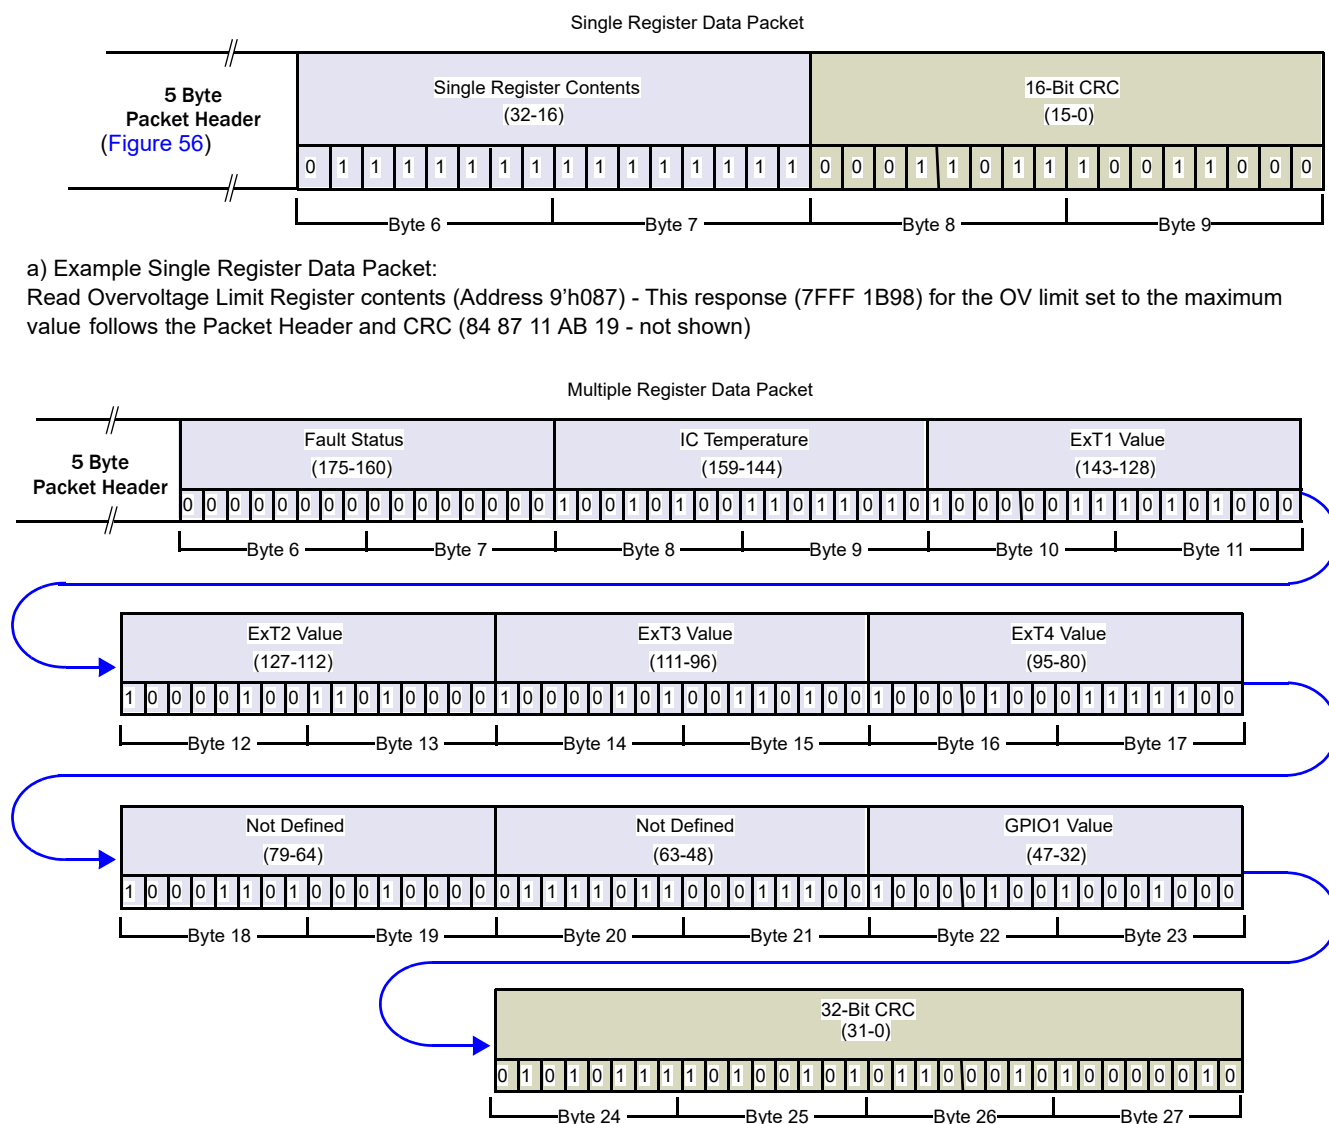 Single Register Data Packet
5 Byte
Packet Header
(Figure 56)
Single Register Contents
(32-16)
16-Bit CRC
(15-0)
0 1 1 1 1 1 1 1 1 1 1 1 1 1 1 1 0 0 0 1 1 0 1 1 1 0 0 1 1 0 0 0
Byte 6 Byte 7 Byte 8 Byte 9
a) Example Single Register Data Packet:
Read Overvoltage Limit Register contents (Address 9'h087) - This response (7FFF 1B98) for the OV limit set to the maximum
value follows the Packet Header and CRC (84 87 11 AB 19 - not shown)
Multiple Register Data Packet
5 Byte
Packet Header
Fault Status
(175-160)
IC Temperature
(159-144)
ExT1 Value
(143-128)
0 0 0 0 0 0 0 0 0 0 0 0 0 0 0 0 1 0 0 1 0 1 0 0 1 1 0 1 1 0 1 0 1 0 0 0 0 0 1 1 1 0 1 0 1 0 0 0
Byte 6 Byte 7 Byte 8 Byte 9 Byte 10 Byte 11
ExT2 Value
(127-112)
ExT3 Value
(111-96)
ExT4 Value
(95-80)
1 0 0 0 0 1 0 0 1 1 0 1 0 0 0 0 1 0 0 0 0 1 0 1 0 0 1 1 0 1 0 0 1 0 0 0 0 1 0 0 0 1 1 1 1 1 0 0
Byte 12 Byte 13 Byte 14 Byte 15 Byte 16 Byte 17
Not Defined
(79-64)
Not Defined
(63-48)
GPIO1 Value
(47-32)
1 0 0 0 1 1 0 1 0 0 0 1 0 0 0 0 0 1 1 1 1 0 1 1 0 0 0 1 1 1 0 0 1 0 0 0 0 1 0 0 1 0 0 0 1 0 0 0
Byte 18 Byte 19 Byte 20 Byte 21 Byte 22 Byte 23
32-Bit CRC
(31-0)
0 1 0 1 0 1 1 1 1 0 1 0 0 1 0 1 0 1 1 0 0 0 1 0 1 0 0 0 0 0 1 0
Byte 24 Byte 25 Byte 26 Byte 27